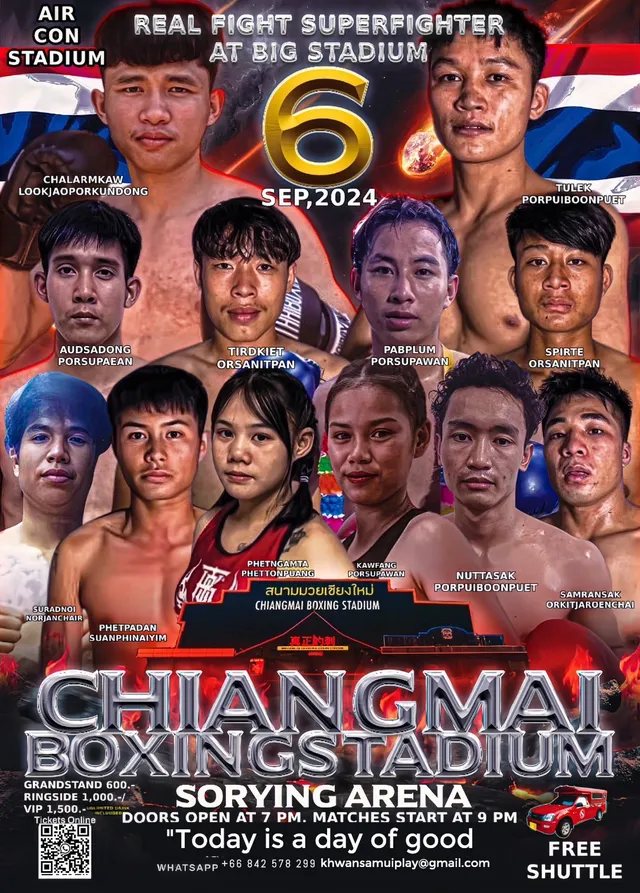 AIR
CON
STADIUM
REAL FIGHT SUPERFIGHTER
AT BIG STADIUM
6
SEP,2024
CHALARMKAW
LOOKJAOPORKUNDONG
TULEK
PORPUIBOONPUET
AUDSADONG
PORSUPAEAN
TIRDKIET
ORSANITPAN
PABPLUM
PORSUPAWAN
SPIRTE
ORSANITPAN
SURADNOI
NORJANCHAIR
PHETPADAN
SUANPHINAIYIM
PHETNGAMTA
PHETTONPUANG
KAWFANG
PORSUPAWAN
NUTTASAK
PORPUIBOONPUET
SAMRANSAK
ORKITJAROENCHAI
สนามมวยเชียงใหม่
CHIANGMAI BOXING STADIUM
CHIANGMAI
BOXINGSTADIUM
GRANDSTAND 600.-
RINGSIDE 1,000.-/
VIP 1,500.- UNLIMITED DRINK INCLUDED
Tickets Online
SORYING ARENA
DOORS OPEN AT 7 PM. MATCHES START AT 9 PM
"Today is a day of good
WHATSAPP +66 842 578 299 khwansamuiplay@gmail.com
FREE
SHUTTLE